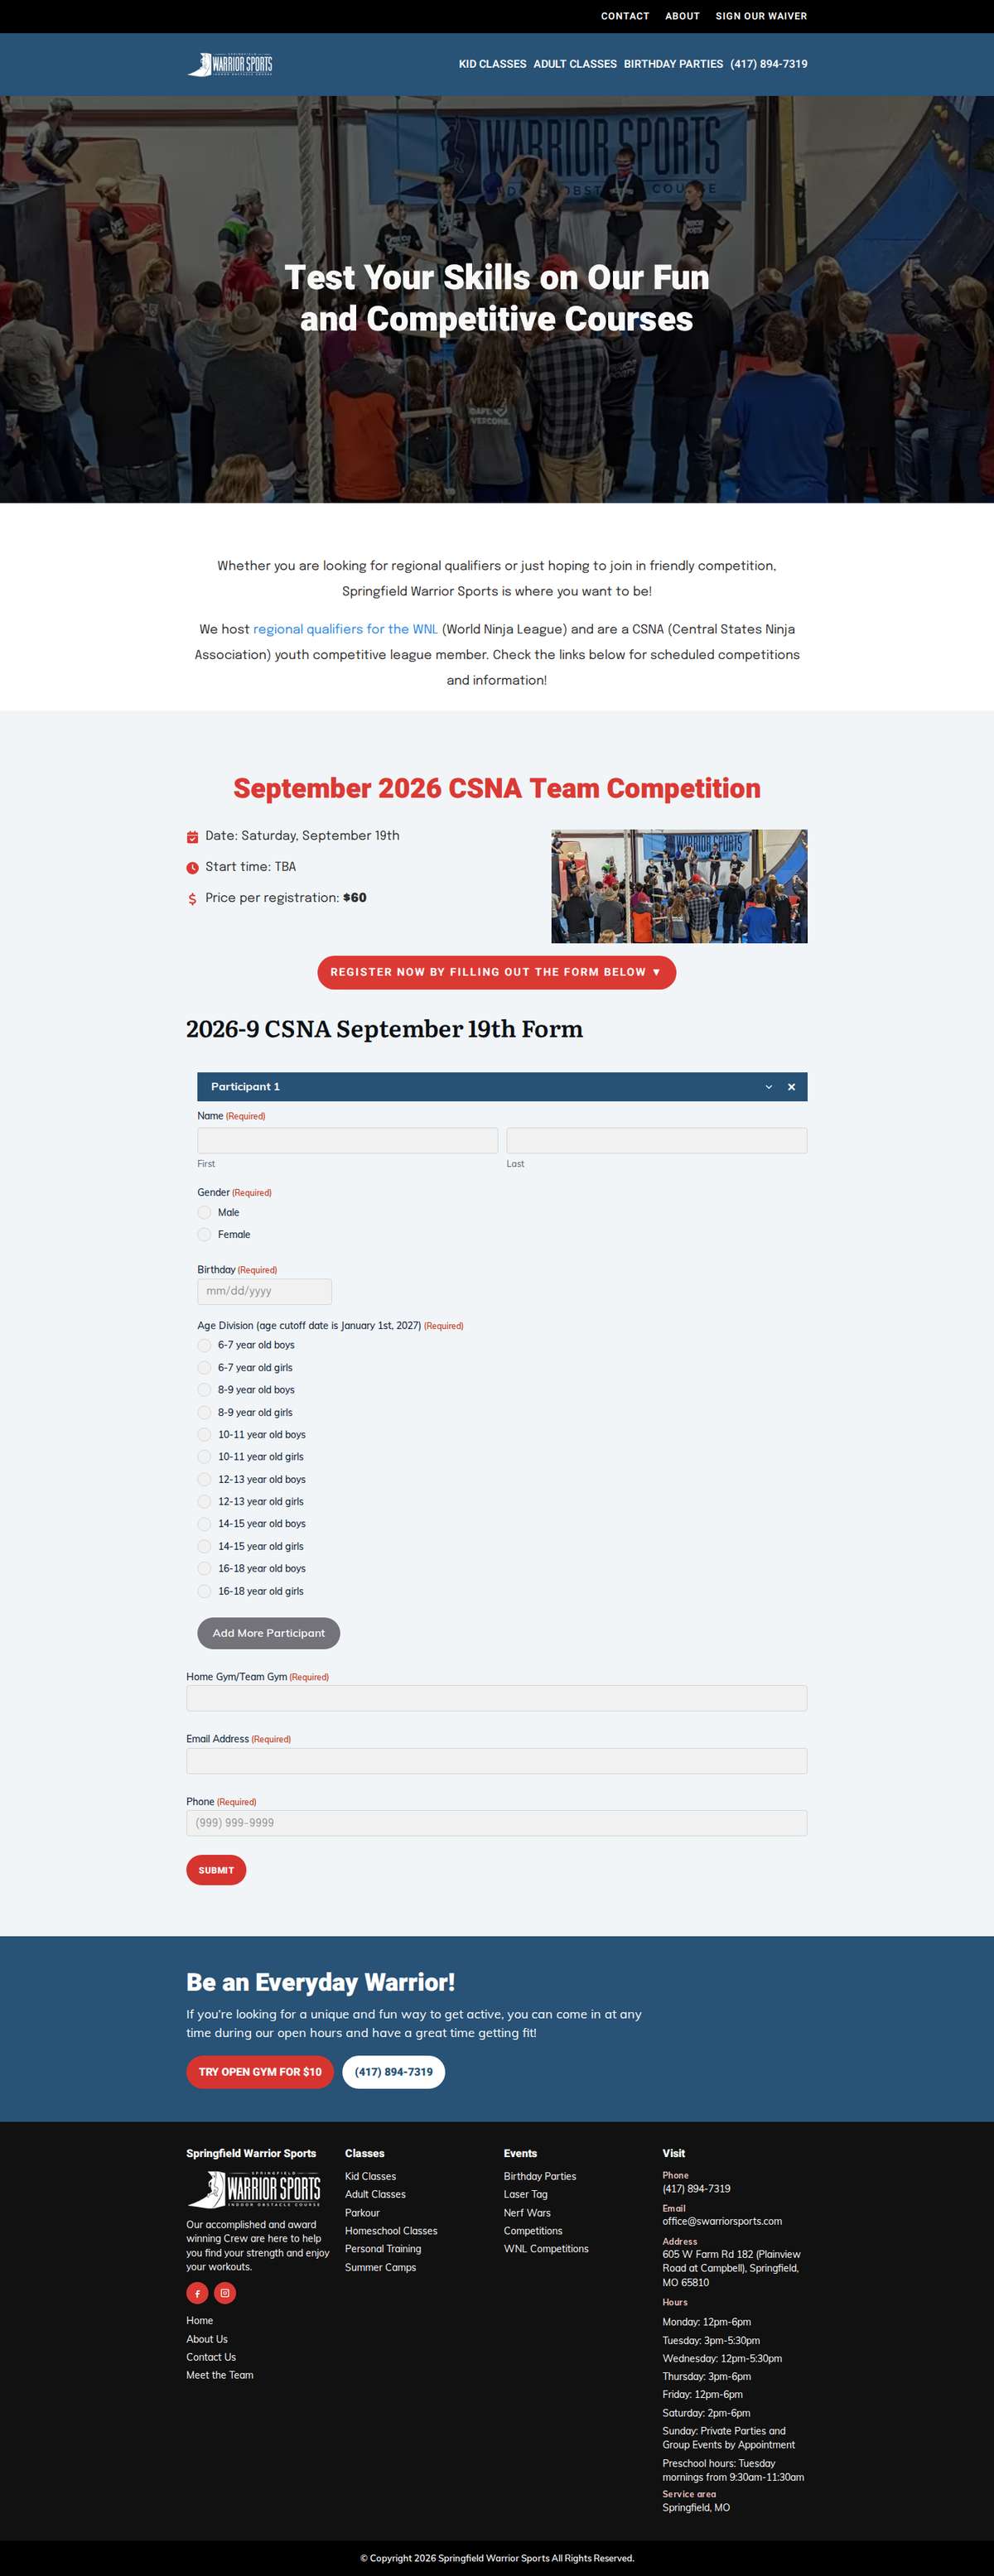 CONTACT ABOUT SIGN OUR WAIVER
SPRINGFIELD
WARRIOR SPORTS
INDOOR OBSTACLE COURSE
KID CLASSES ADULT CLASSES BIRTHDAY PARTIES (417) 894-7319
WARRIOR SPORTS
Test Your Skills on Our Fun
and Competitive Courses
Whether you are looking for regional qualifiers or just hoping to join in friendly competition,
Springfield Warrior Sports is where you want to be!
We host regional qualifiers for the WNL (World Ninja League) and are a CSNA (Central States Ninja
Association) youth competitive league member. Check the links below for scheduled competitions
and information!
September 2026 CSNA Team Competition
Date: Saturday, September 19th
Start time: TBA
Price per registration: $60
WARRIOR SPORTS
REGISTER NOW BY FILLING OUT THE FORM BELOW ▼
2026-9 CSNA September 19th Form
Participant 1
Name (Required)
First
Last
Gender (Required)
Male
Female
Birthday (Required)
mm/dd/yyyy
Age Division (age cutoff date is January 1st, 2027) (Required)
6-7 year old boys
6-7 year old girls
8-9 year old boys
8-9 year old girls
10-11 year old boys
10-11 year old girls
12-13 year old boys
12-13 year old girls
14-15 year old boys
14-15 year old girls
16-18 year old boys
16-18 year old girls
Add More Participant
Home Gym/Team Gym (Required)
Email Address (Required)
Phone (Required)
(999) 999-9999
SUBMIT
Be an Everyday Warrior!
If you're looking for a unique and fun way to get active, you can come in at any
time during our open hours and have a great time getting fit!
TRY OPEN GYM FOR $10
(417) 894-7319
Springfield Warrior Sports
SPRINGFIELD
WARRIOR SPORTS
INDOOR OBSTACLE COURSE
Our accomplished and award
winning Crew are here to help
you find your strength and enjoy
your workouts.
Home
About Us
Contact Us
Meet the Team
Classes
Kid Classes
Adult Classes
Parkour
Homeschool Classes
Personal Training
Summer Camps
Events
Birthday Parties
Laser Tag
Nerf Wars
Competitions
WNL Competitions
Visit
Phone
(417) 894-7319
Email
office@swarriorsports.com
Address
605 W Farm Rd 182 (Plainview
Road at Campbell), Springfield,
MO 65810
Hours
Monday: 12pm-6pm
Tuesday: 3pm-5:30pm
Wednesday: 12pm-5:30pm
Thursday: 3pm-6pm
Friday: 12pm-6pm
Saturday: 2pm-6pm
Sunday: Private Parties and
Group Events by Appointment
Preschool hours: Tuesday
mornings from 9:30am-11:30am
Service area
Springfield, MO
© Copyright 2026 Springfield Warrior Sports All Rights Reserved.